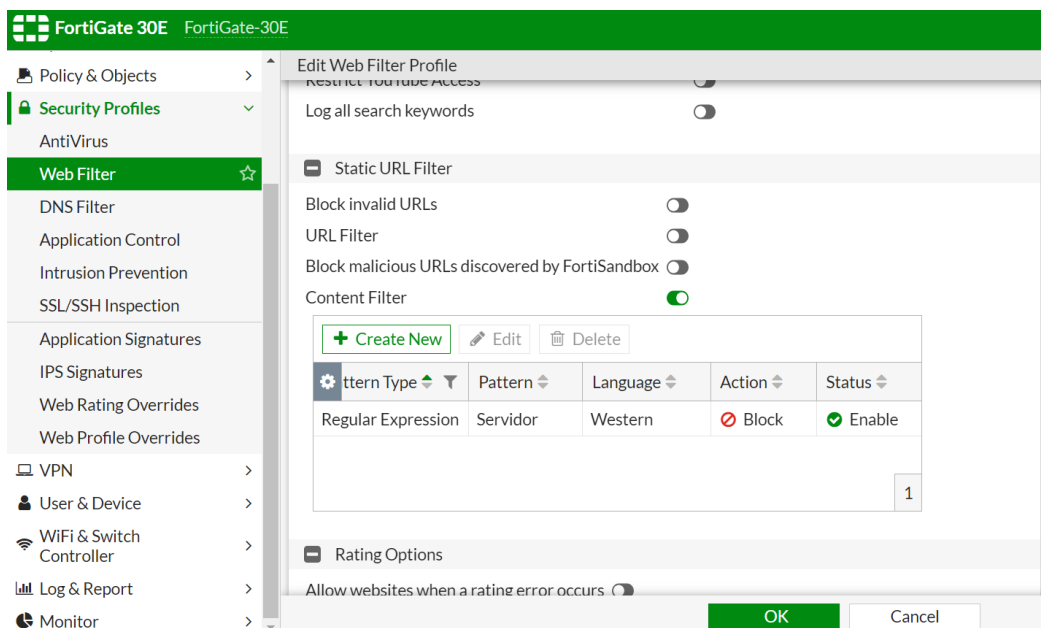 FortiGate 30E FortiGate-30E
Policy & Objects
Security Profiles
AntiVirus
Web Filter
DNS Filter
Application Control
Intrusion Prevention
SSL/SSH Inspection
Application Signatures
IPS Signatures
Web Rating Overrides
Web Profile Overrides
VPN
User & Device
WiFi & Switch
Controller
Log & Report
Monitor
Edit Web Filter Profile
Restrict YouTube Access
Log all search keywords
Static URL Filter
Block invalid URLs
URL Filter
Block malicious URLs discovered by FortiSandbox
Content Filter
Create New Edit Delete
ttern Type Pattern Language Action Status
Regular Expression Servidor Western Block Enable
1
Rating Options
Allow websites when a rating error occurs
OK Cancel